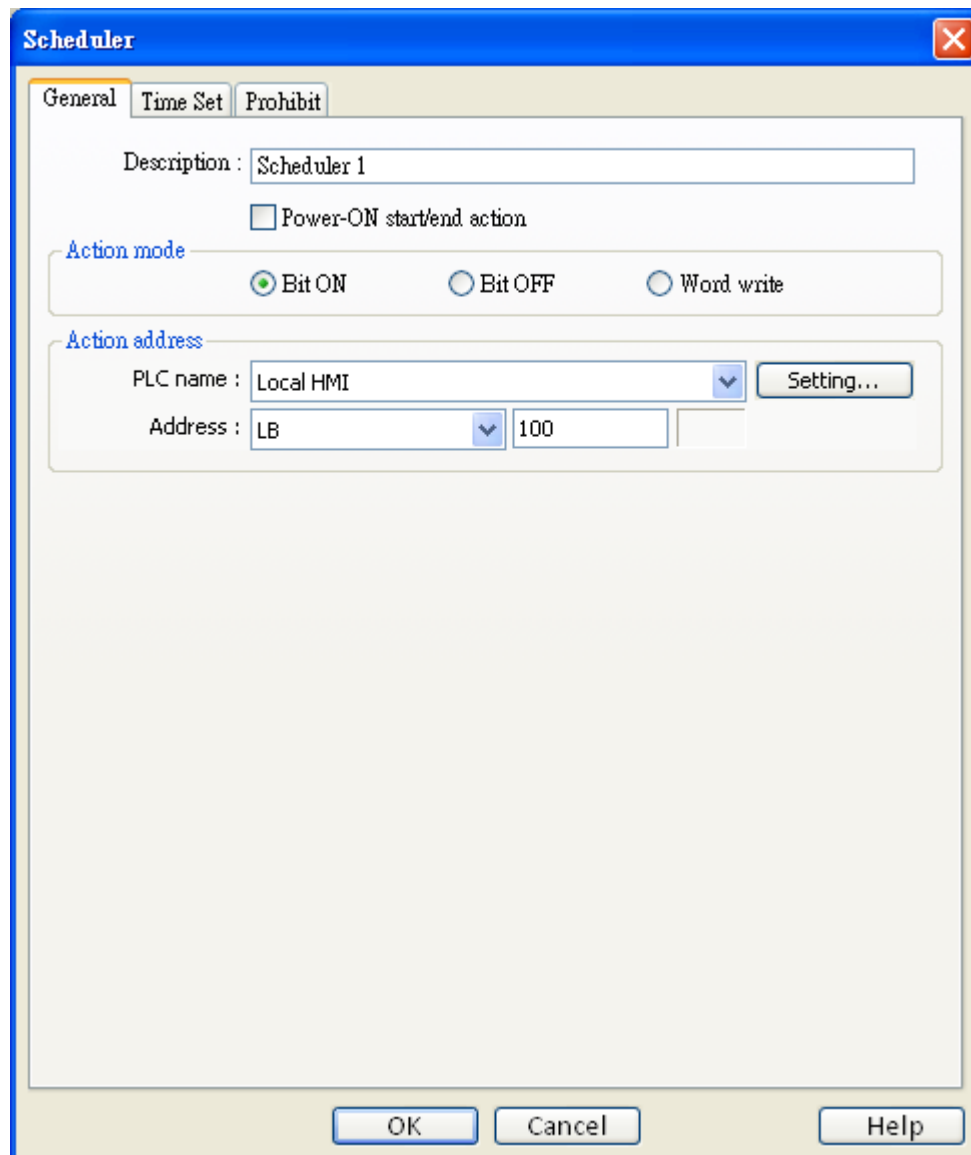 Scheduler
General Time Set Prohibit
Description : Scheduler 1
Power-ON start/end action
Action mode
Bit ON Bit OFF Word write
Action address
PLC name : Local HMI Setting...
Address : LB 100
OK Cancel Help